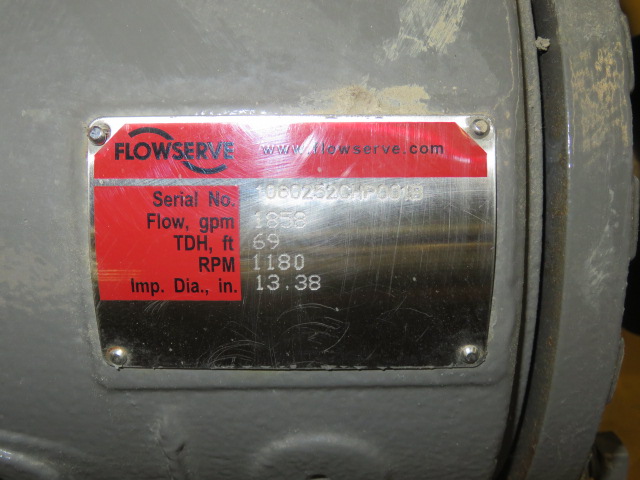 FLOWSERVE www.flowserve.com
Serial No.
Flow, gpm 1858
TDH, ft 69
RPM 1180
Imp. Dia., in. 13.38